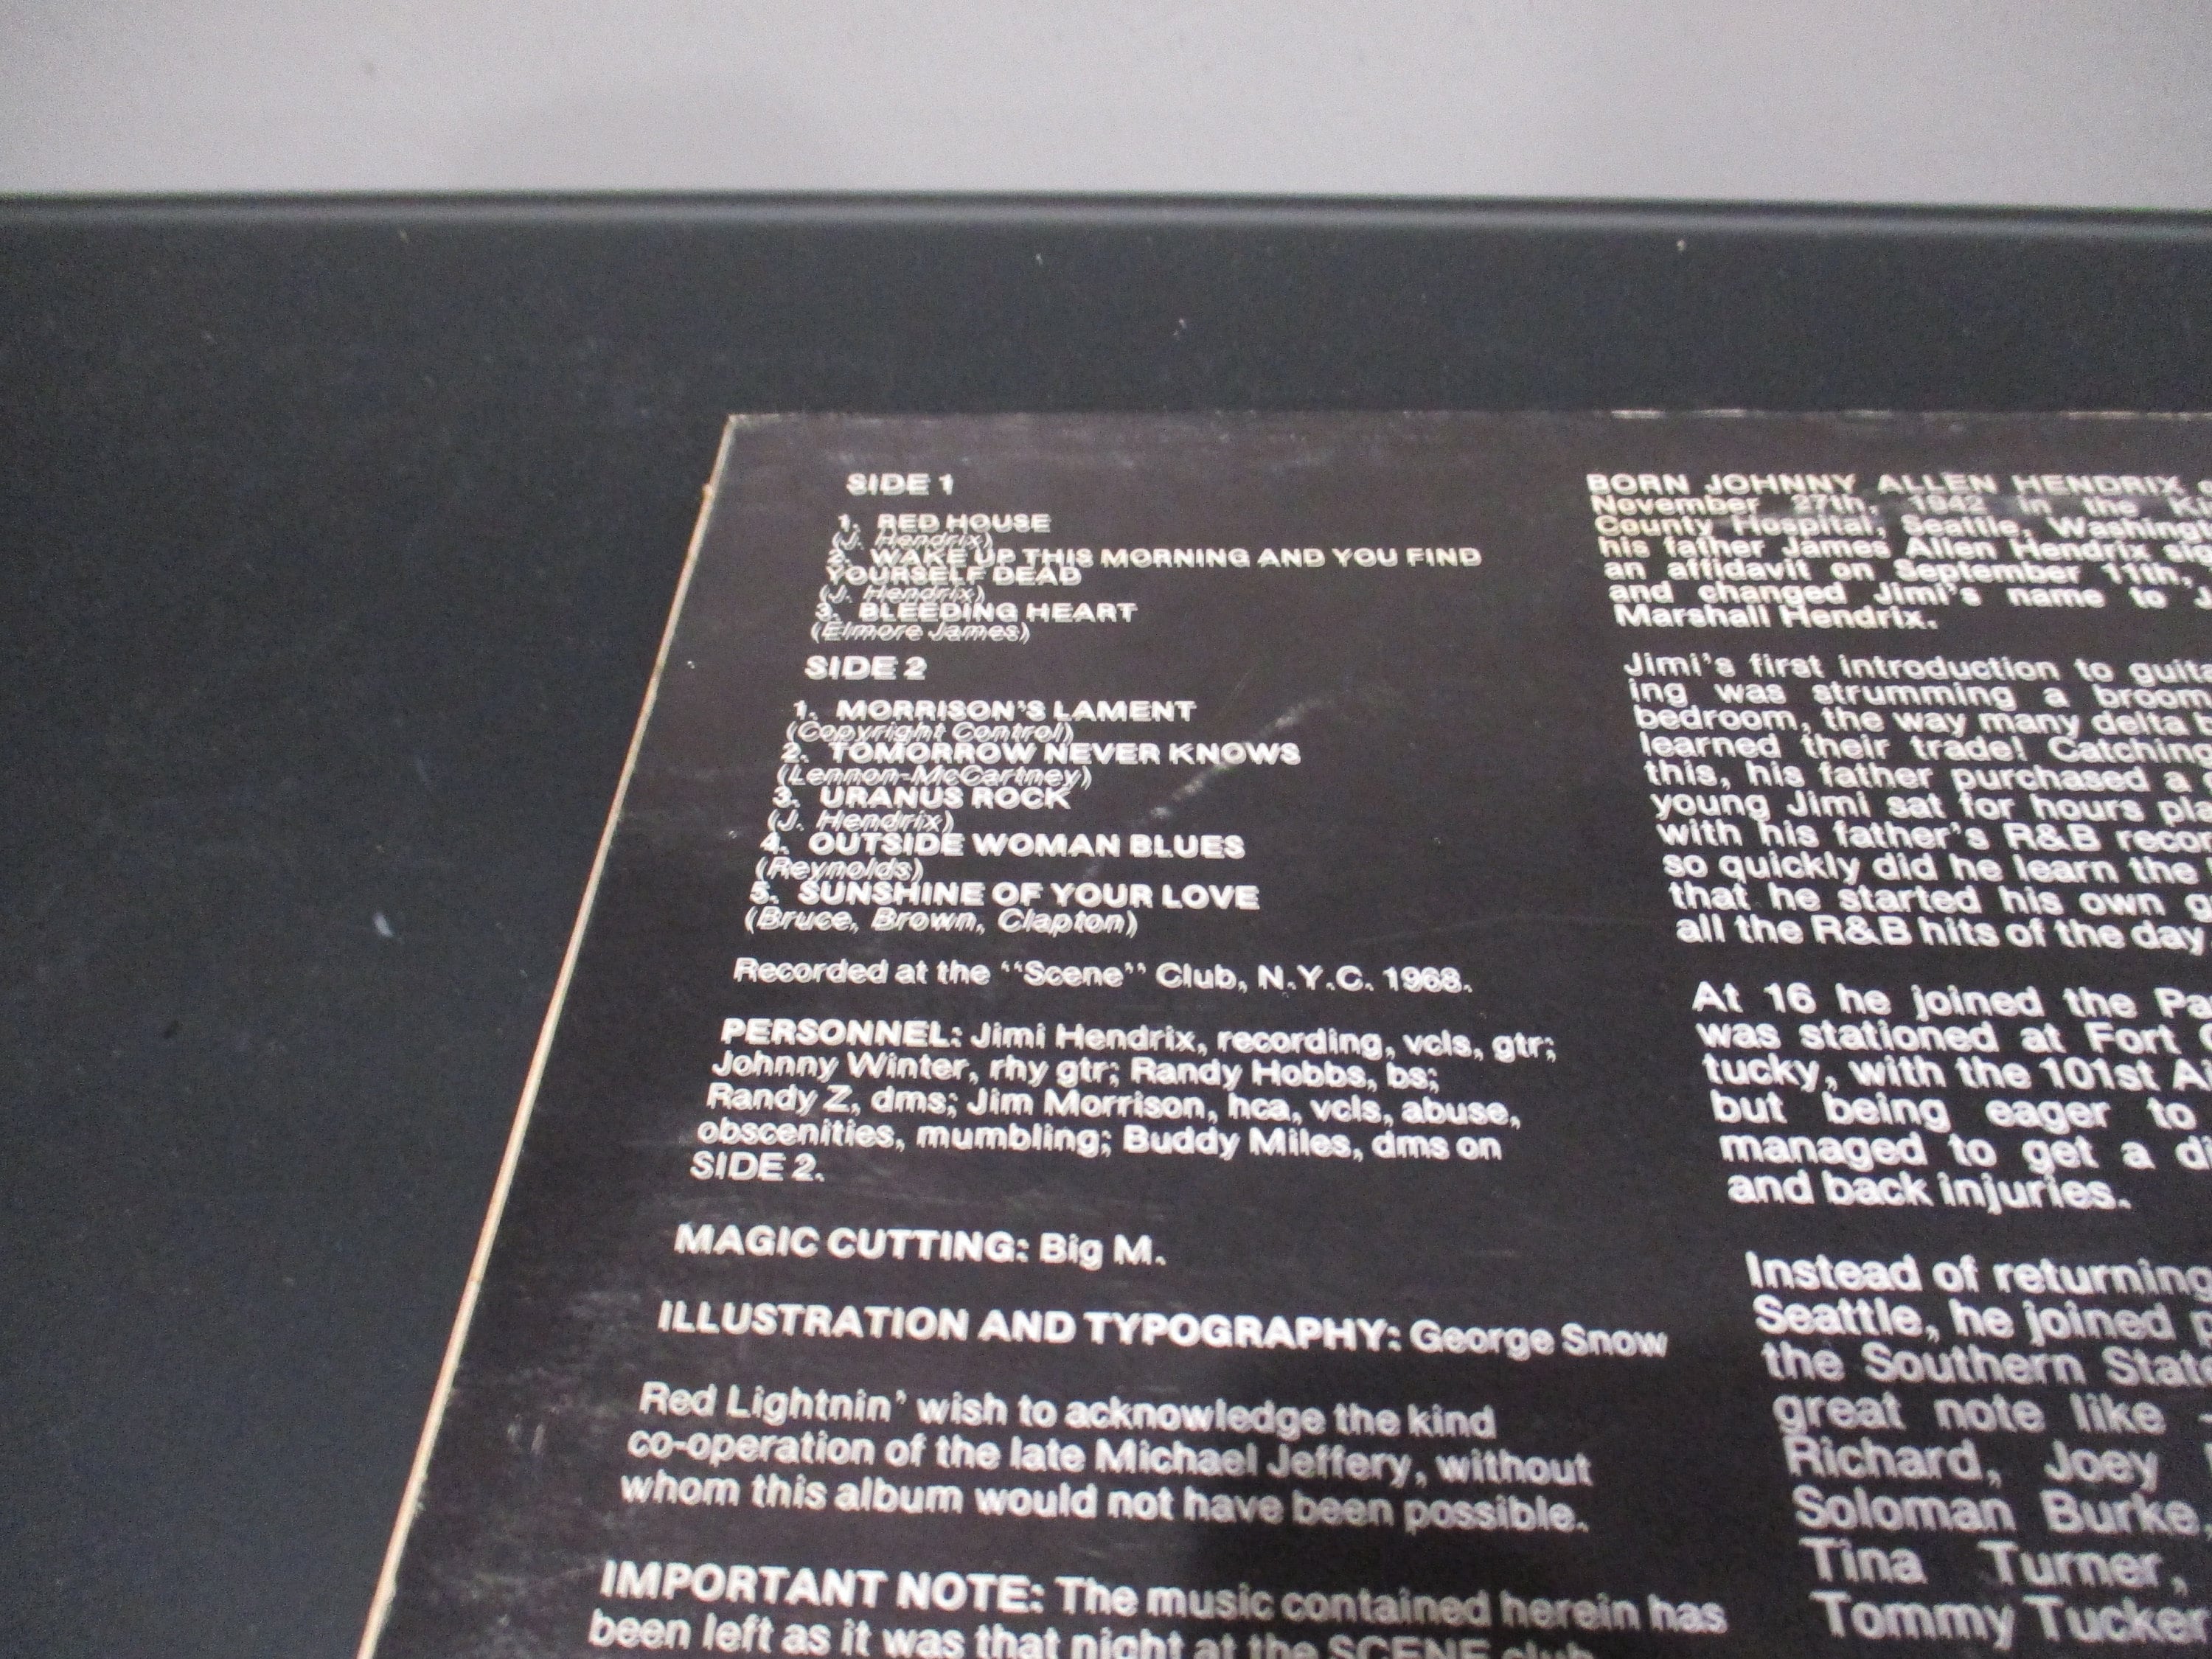 SIDE 1
1. RED HOUSE
(J. Hendrix)
2. WAKE UP THIS MORNING AND YOU FIND
YOURSELF DEAD
(J. Hendrix)
3. BLEEDING HEART
(Elmore James)
SIDE 2
1. MORRISON'S LAMENT
(Copyright Control)
2. TOMORROW NEVER KNOWS
(Lennon-McCartney)
3. URANUS ROCK
(J. Hendrix)
4. OUTSIDE WOMAN BLUES
(Reynolds)
5. SUNSHINE OF YOUR LOVE
(Bruce, Brown, Clapton)
Recorded at the "Scene" Club, N.Y.C. 1968.
PERSONNEL: Jimi Hendrix, recording, vcls, gtr;
Johnny Winter, rhy gtr; Randy Hobbs, bs;
Randy Z, dms; Jim Morrison, hca, vcls, abuse,
obscenities, mumbling; Buddy Miles, dms on
SIDE 2.
MAGIC CUTTING: Big M.
ILLUSTRATION AND TYPOGRAPHY: George Snow
Red Lightnin' wish to acknowledge the kind
co-operation of the late Michael Jeffery, without
whom this album would not have been possible.
IMPORTANT NOTE: The music contained herein has
been left as it was that night at the SCENE club
BORN JOHNNY ALLEN HENDRIX
November 27th, 1942 in the
County Hospital, Seattle,
his father James Allen Hendrix
an affidavit on September 11th,
and changed Jimi's name to
Marshall Hendrix.
Jimi's first introduction to
ing was strumming a
bedroom, the way many delta
learned their trade! Catching
this, his father purchased a
young Jimi sat for hours
with his father's R&B
so quickly did he learn the
that he started his own
all the R&B hits of the day
At 16 he joined the
was stationed at Fort
tucky, with the 101st
but being eager to
managed to get a
and back injuries.
Instead of returning
Seattle, he joined
the Southern
great note like
Richard, Joey
Soloman Burke,
Tina Turner,
Tommy Tucker